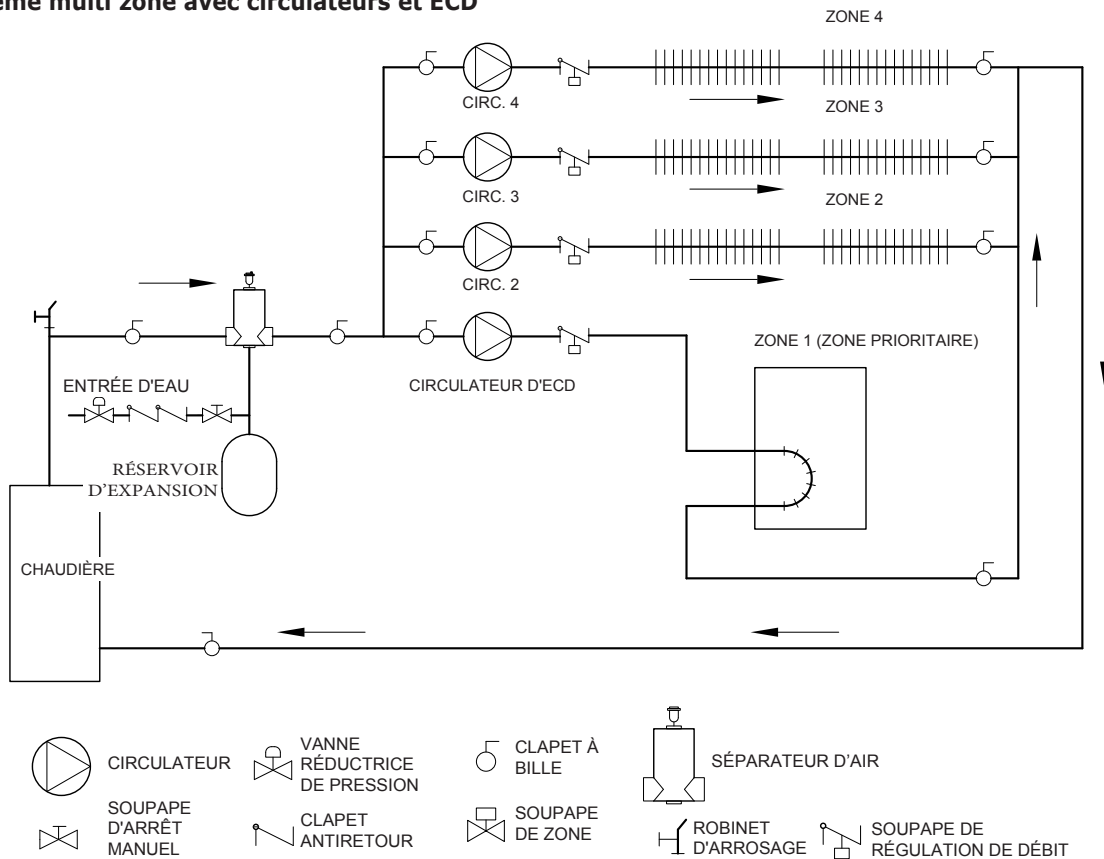 ème multi zone avec circulateurs et ECD
ZONE 4
CIRC. 4
ZONE 3
CIRC. 3
ZONE 2
CIRC. 2
ZONE 1 (ZONE PRIORITAIRE)
CIRCULATEUR D'ECD
ENTRÉE D'EAU
RÉSERVOIR
D'EXPANSION
CHAUDIÈRE
CIRCULATEUR
VANNE
RÉDUCTRICE
DE PRESSION
CLAPET À
BILLE
SÉPARATEUR D'AIR
SOUPAPE
D'ARRÊT
MANUEL
CLAPET
ANTIRETOUR
SOUPAPE
DE ZONE
ROBINET
D'ARROSAGE
SOUPAPE DE
RÉGULATION DE DÉBIT